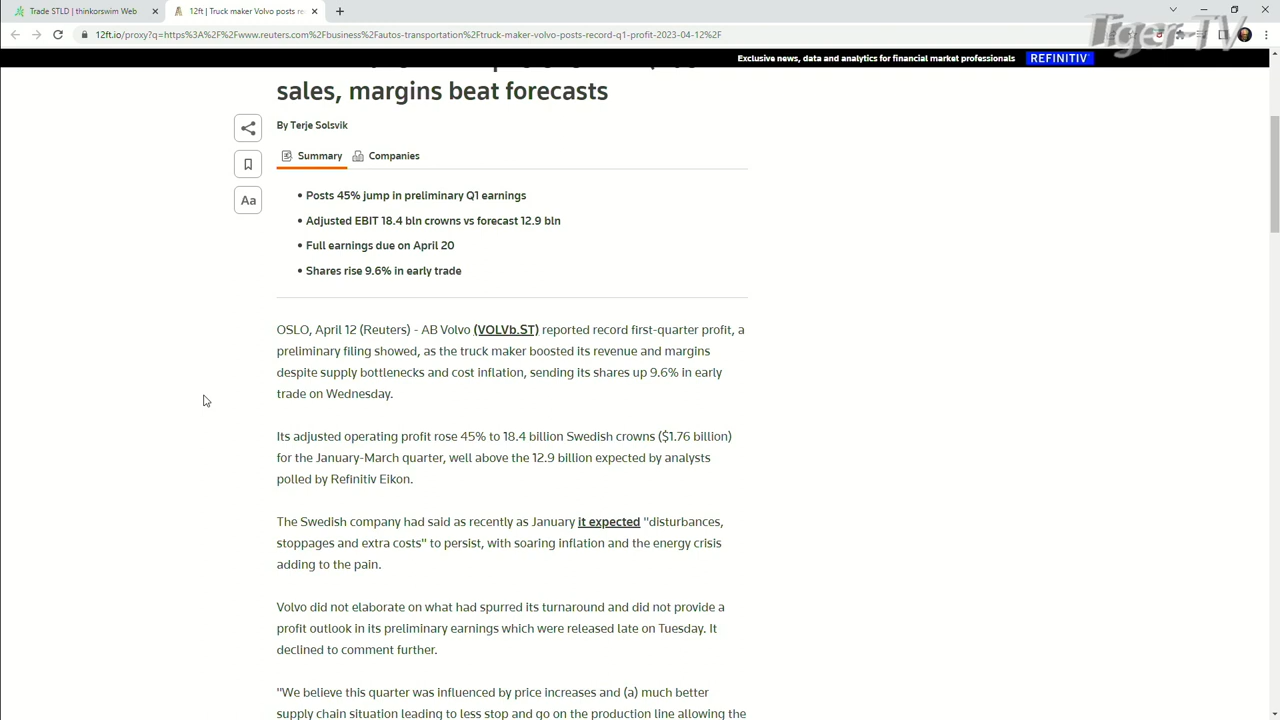 Trade STLD | thinkorswim Web
12ft | Truck maker Volvo posts re
12ft.io/proxy?q=https%3A%2F%2Fwww.reuters.com%2Fbusiness%2Fautos-transportation%2Ftruck-maker-volvo-posts-record-q1-profit-2023-04-12%2F
Tiger TV
Exclusive news, data and analytics for financial market professionals REFINITIV
sales, margins beat forecasts
By Terje Solsvik
Summary Companies
Aa
• Posts 45% jump in preliminary Q1 earnings
• Adjusted EBIT 18.4 bln crowns vs forecast 12.9 bln
• Full earnings due on April 20
• Shares rise 9.6% in early trade
OSLO, April 12 (Reuters) - AB Volvo (VOLVb.ST) reported record first-quarter profit, a
preliminary filing showed, as the truck maker boosted its revenue and margins
despite supply bottlenecks and cost inflation, sending its shares up 9.6% in early
trade on Wednesday.
Its adjusted operating profit rose 45% to 18.4 billion Swedish crowns ($1.76 billion)
for the January-March quarter, well above the 12.9 billion expected by analysts
polled by Refinitiv Eikon.
The Swedish company had said as recently as January it expected "disturbances,
stoppages and extra costs" to persist, with soaring inflation and the energy crisis
adding to the pain.
Volvo did not elaborate on what had spurred its turnaround and did not provide a
profit outlook in its preliminary earnings which were released late on Tuesday. It
declined to comment further.
"We believe this quarter was influenced by price increases and (a) much better
supply chain situation leading to less stop and go on the production line allowing the